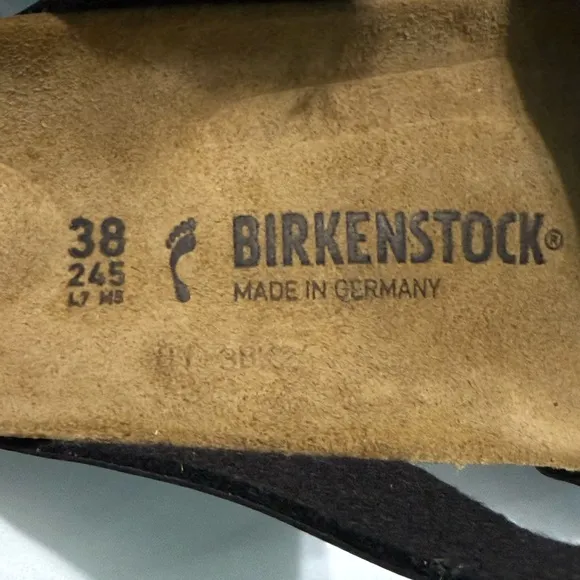 38
245
L7 M5
BIRKENSTOCK®
MADE IN GERMANY